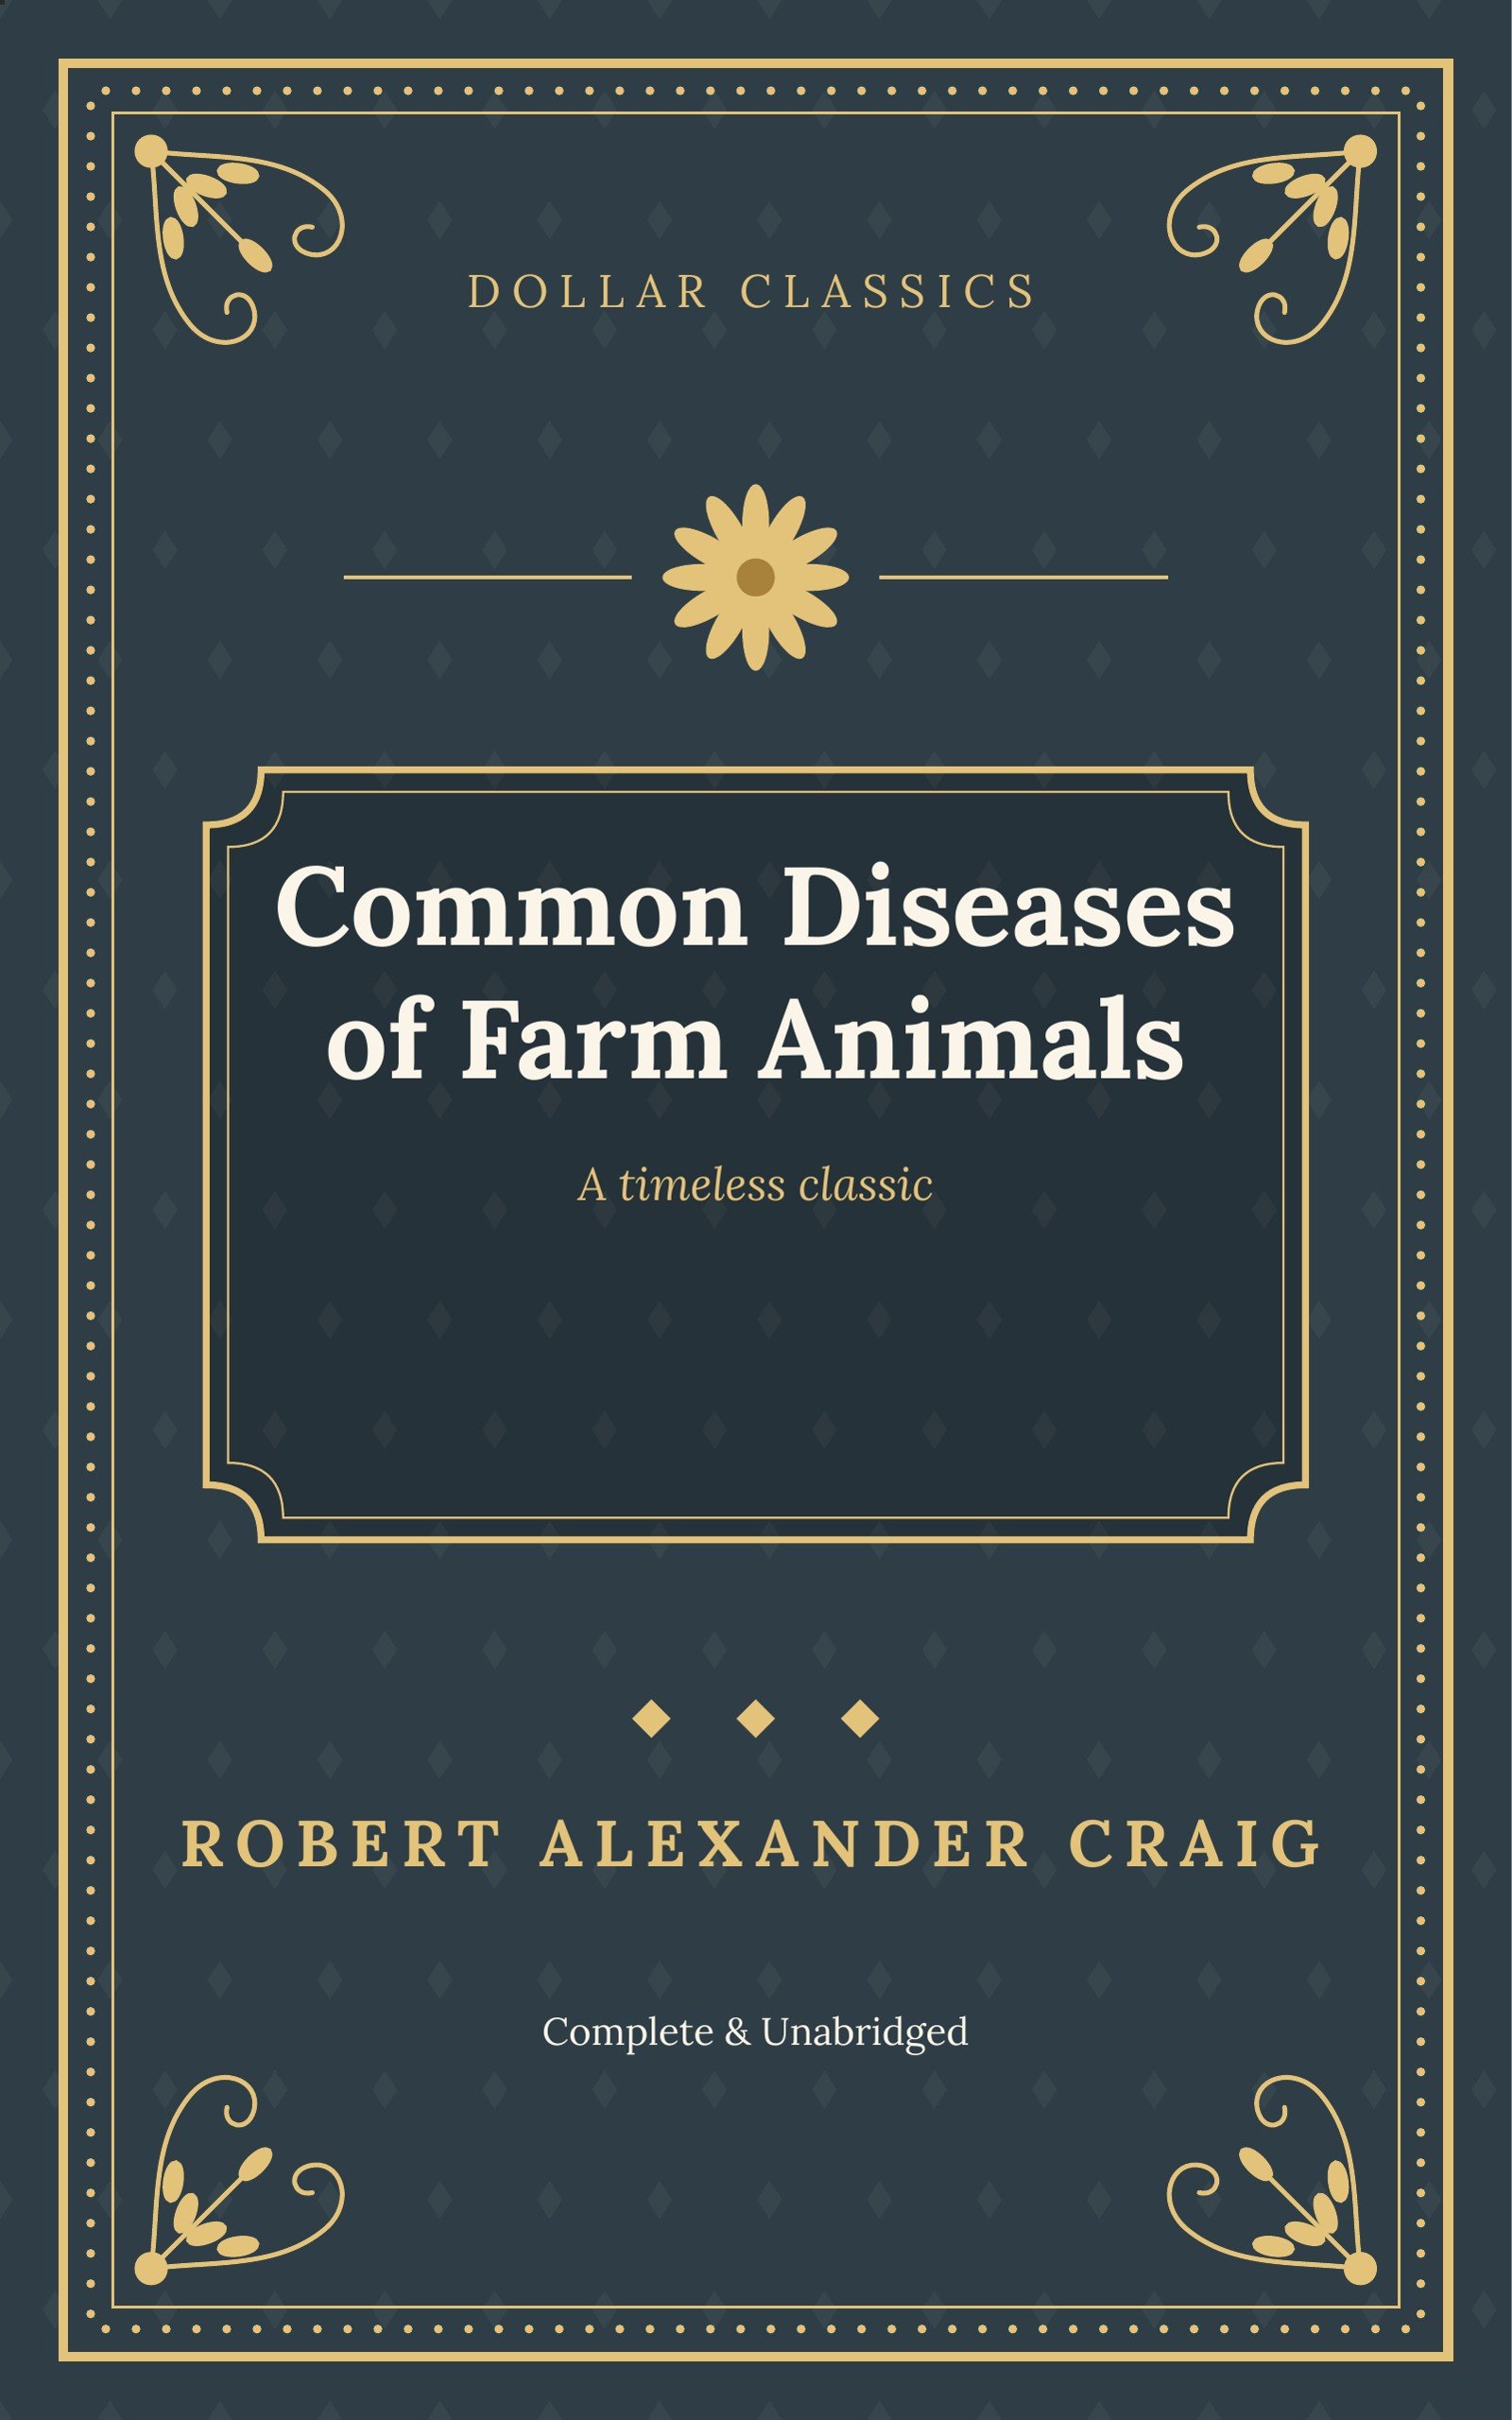 DOLLAR CLASSICS
Common Diseases
of Farm Animals
A timeless classic
ROBERT ALEXANDER CRAIG
Complete & Unabridged